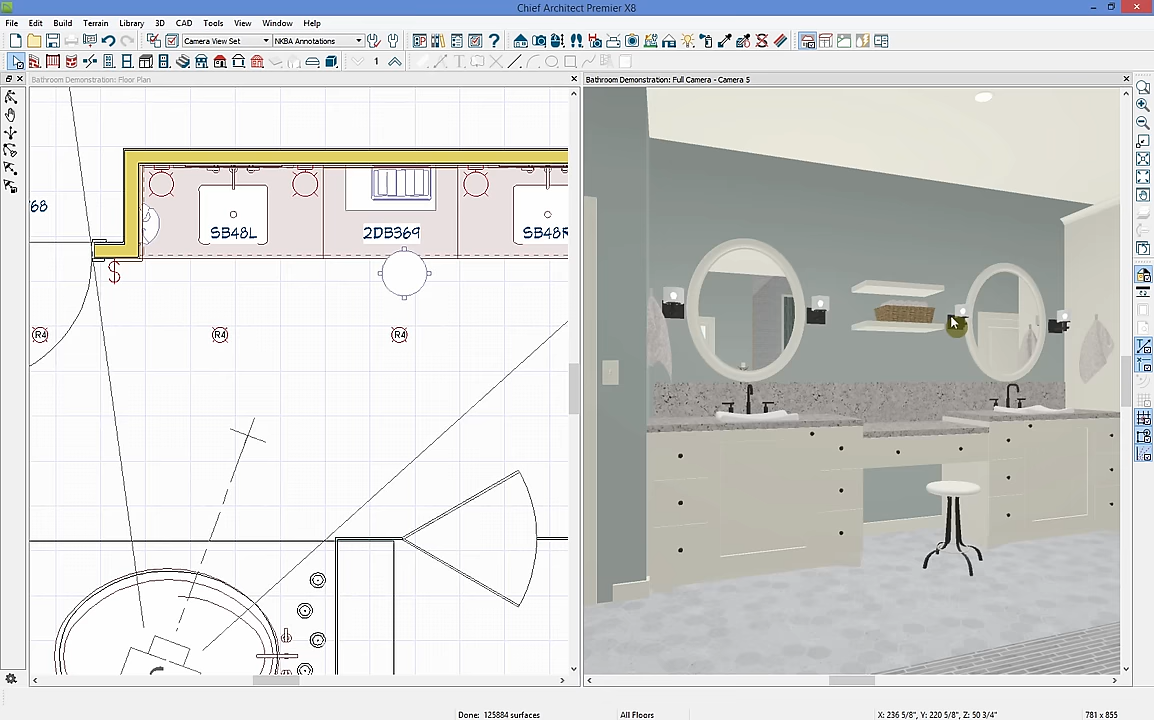 Chief Architect Premier X8
File Edit Build Terrain Library 3D CAD Tools View Window Help
Camera View Set NKBA Annotations
1
Bathroom Demonstration: Floor Plan
Bathroom Demonstration: Full Camera - Camera 5
68
SB48L
2DB369
SB48R
R4 R4 R4
Done: 125884 surfaces All Floors X: 236 5/8", Y: 220 5/8", Z: 50 3/4" 781 x 855